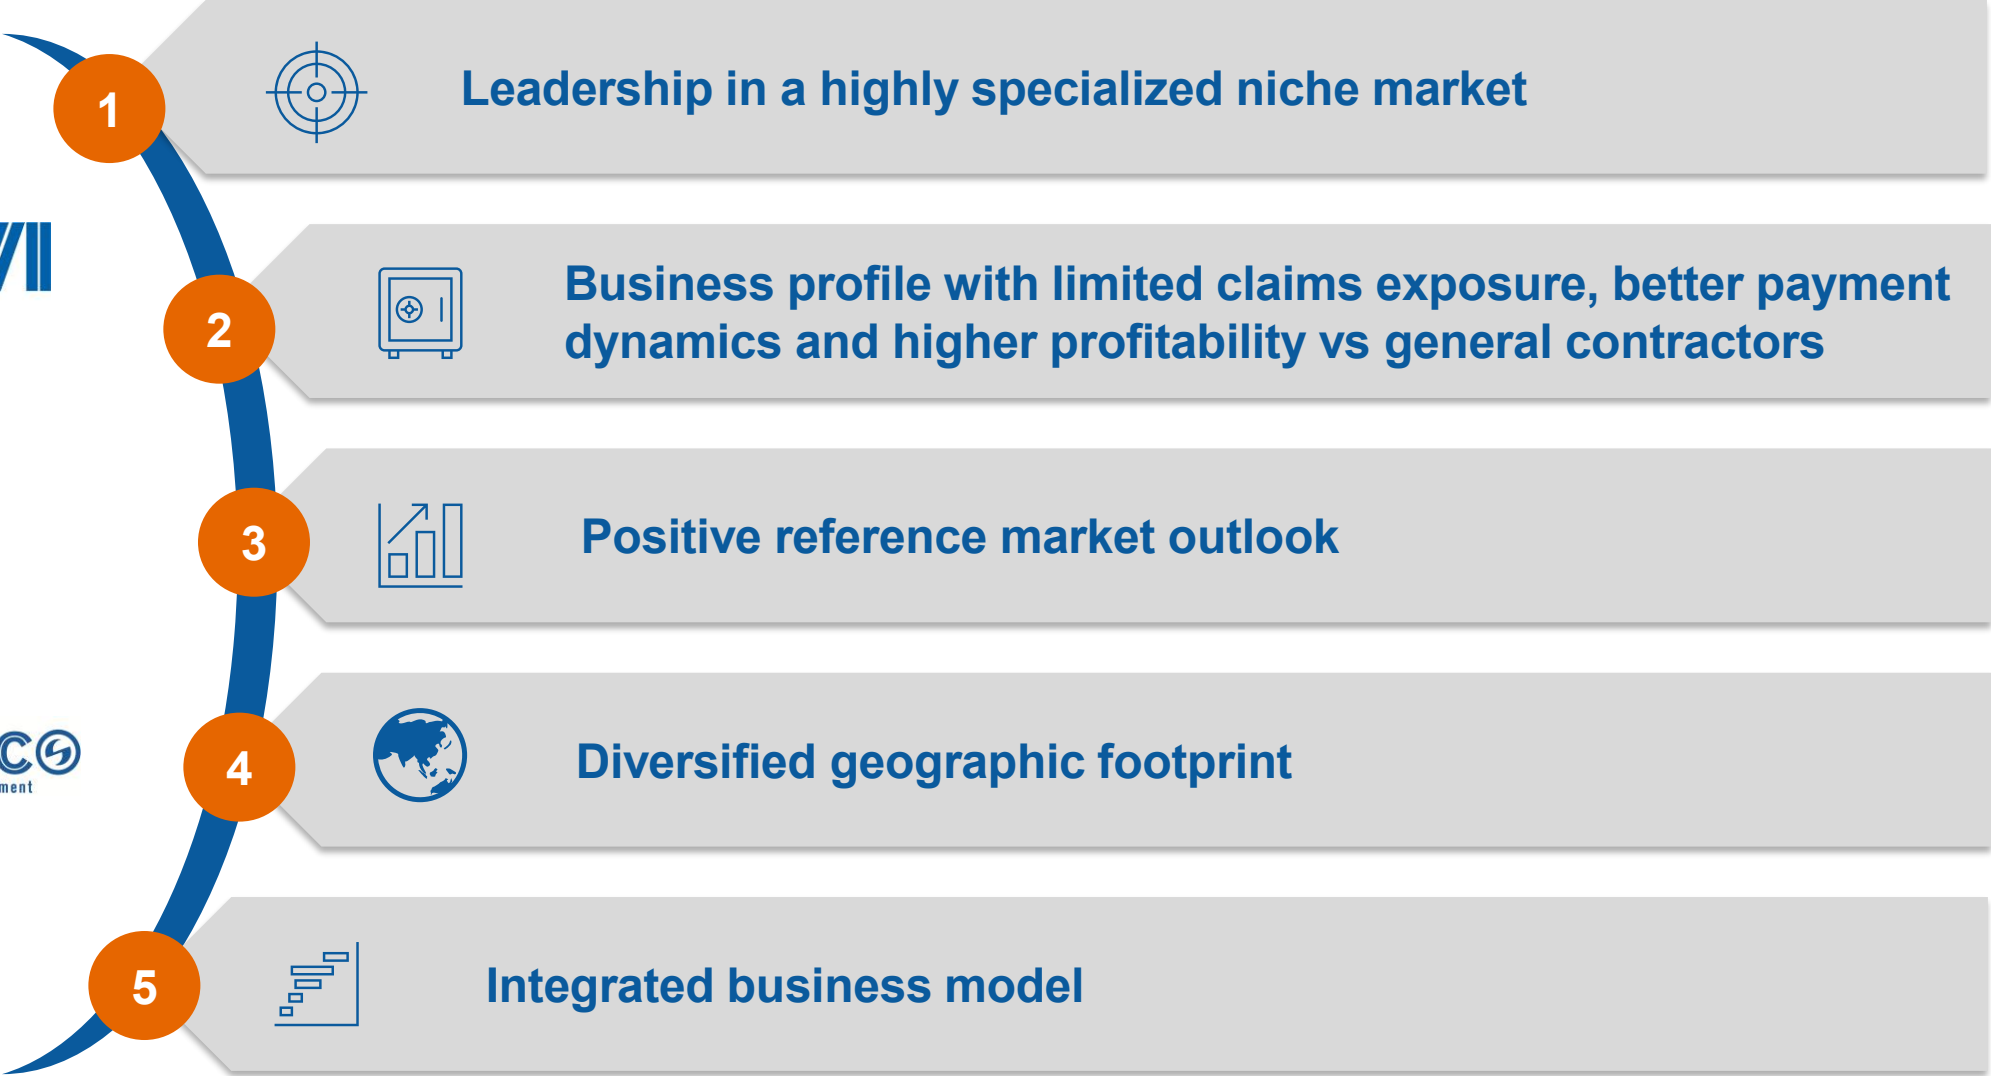 1
Leadership in a highly specialized niche market
2
Business profile with limited claims exposure, better payment
dynamics and higher profitability vs general contractors
3
Positive reference market outlook
4
Diversified geographic footprint
5
Integrated business model